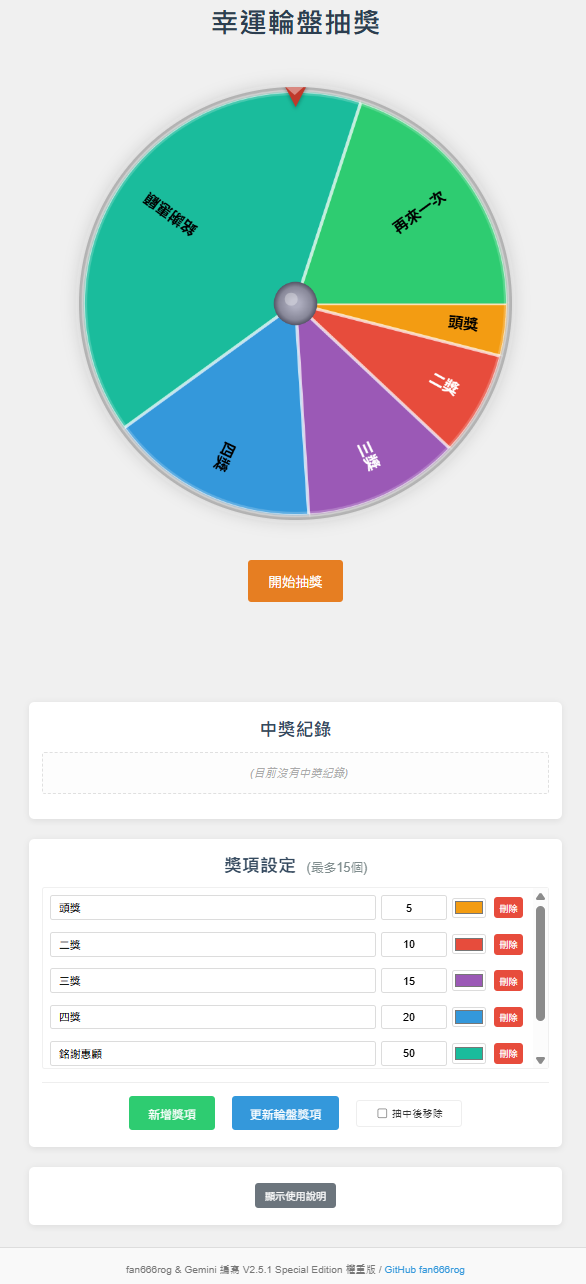 幸運輪盤抽獎
銘謝惠顧
再來一次
頭獎
二獎
三獎
四獎
開始抽獎
中獎紀錄
(目前沒有中獎紀錄)
獎項設定 (最多15個)
頭獎 5 刪除
二獎 10 刪除
三獎 15 刪除
四獎 20 刪除
銘謝惠顧 50 刪除
新增獎項 更新輪盤獎項 抽中後移除
顯示使用說明
fan666rog & Gemini 編寫 V2.5.1 Special Edition 權重版 / GitHub fan666rog